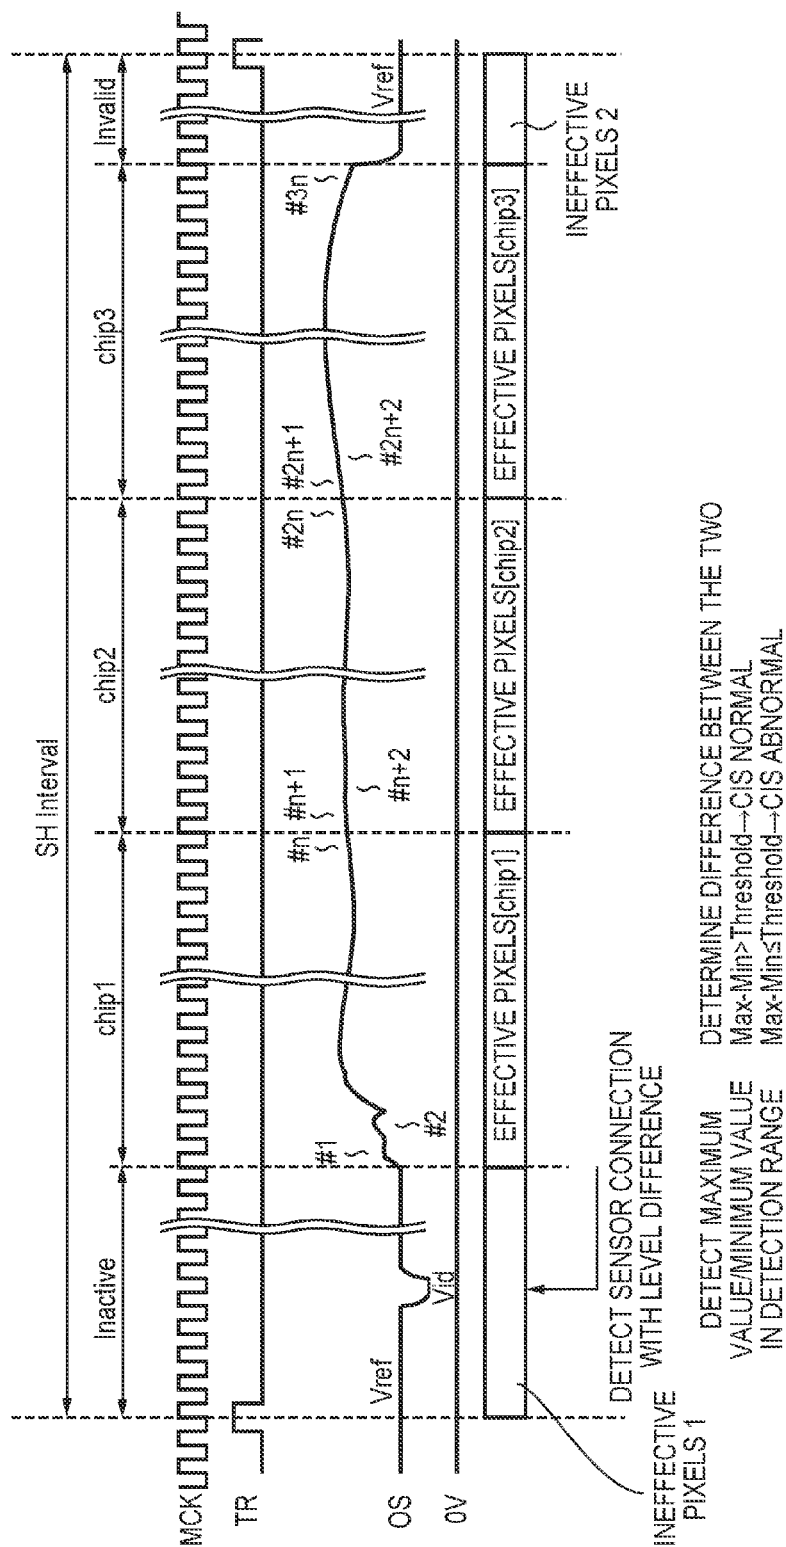 SH Interval
Inactive
chip1
chip2
chip3
Invalid
MCK
TR
OS
Vref
Vid
#1
#2
#n
#n+1
#n+2
#2n
#2n+1
#2n+2
#3n
Vref
0V
EFFECTIVE PIXELS[chip1]
EFFECTIVE PIXELS[chip2]
EFFECTIVE PIXELS[chip3]
INEFFECTIVE
PIXELS 1
INEFFECTIVE
PIXELS 2
DETECT SENSOR CONNECTION
WITH LEVEL DIFFERENCE
DETECT MAXIMUM
VALUE/MINIMUM VALUE
IN DETECTION RANGE
DETERMINE DIFFERENCE BETWEEN THE TWO
Max-Min>Threshold→CIS NORMAL
Max-Min≤Threshold→CIS ABNORMAL